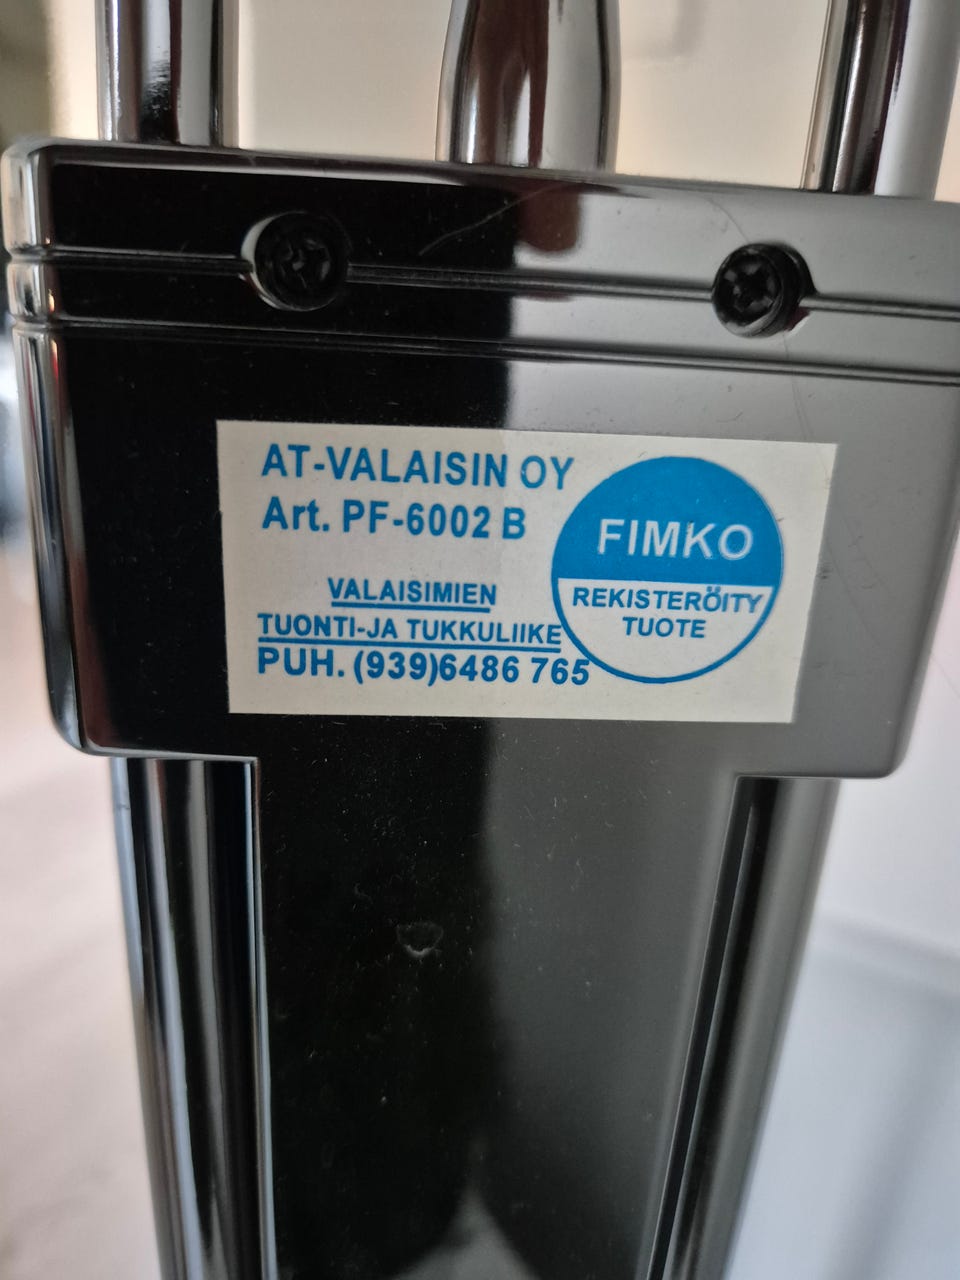 AT-VALAISIN OY
Art. PF-6002 B
VALAISIMIEN
TUONTI-JA TUKKULIIKE
PUH. (939)6486 765
FIMKO
REKISTERÖITY
TUOTE